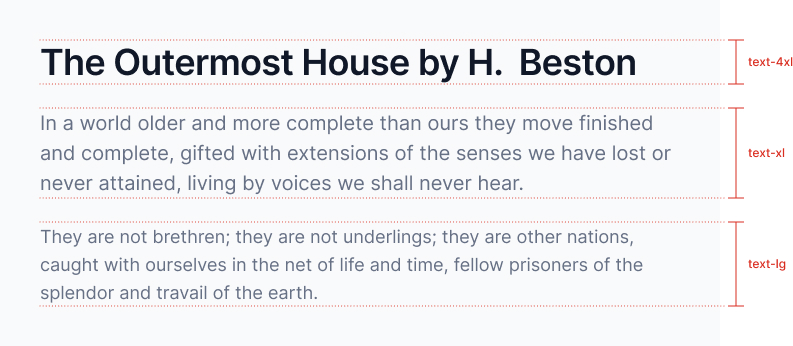 The Outermost House by H.  Beston
text-4xl
In a world older and more complete than ours they move finished
and complete, gifted with extensions of the senses we have lost or
never attained, living by voices we shall never hear.
text-xl
They are not brethren; they are not underlings; they are other nations,
caught with ourselves in the net of life and time, fellow prisoners of the
splendor and travail of the earth.
text-lg